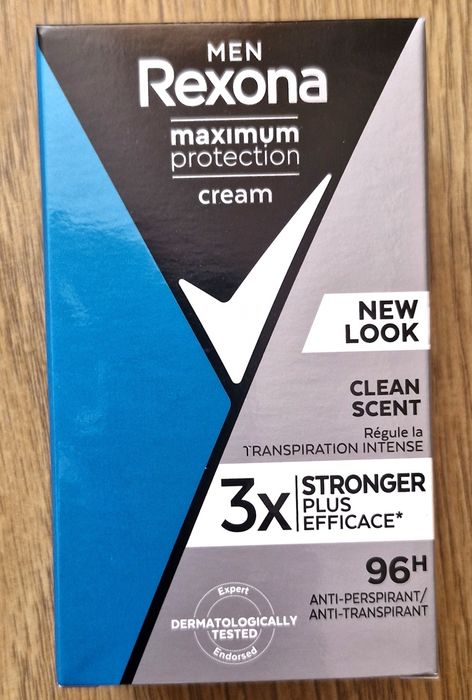 MEN
Rexona
maximum
protection
cream
NEW
LOOK
CLEAN
SCENT
Régule la
TRANSPIRATION INTENSE
3x STRONGER
PLUS
EFFICACE*
96H
ANTI-PERSPIRANT/
ANTI-TRANSPIRANT
Expert
DERMATOLOGICALLY
TESTED
Endorsed